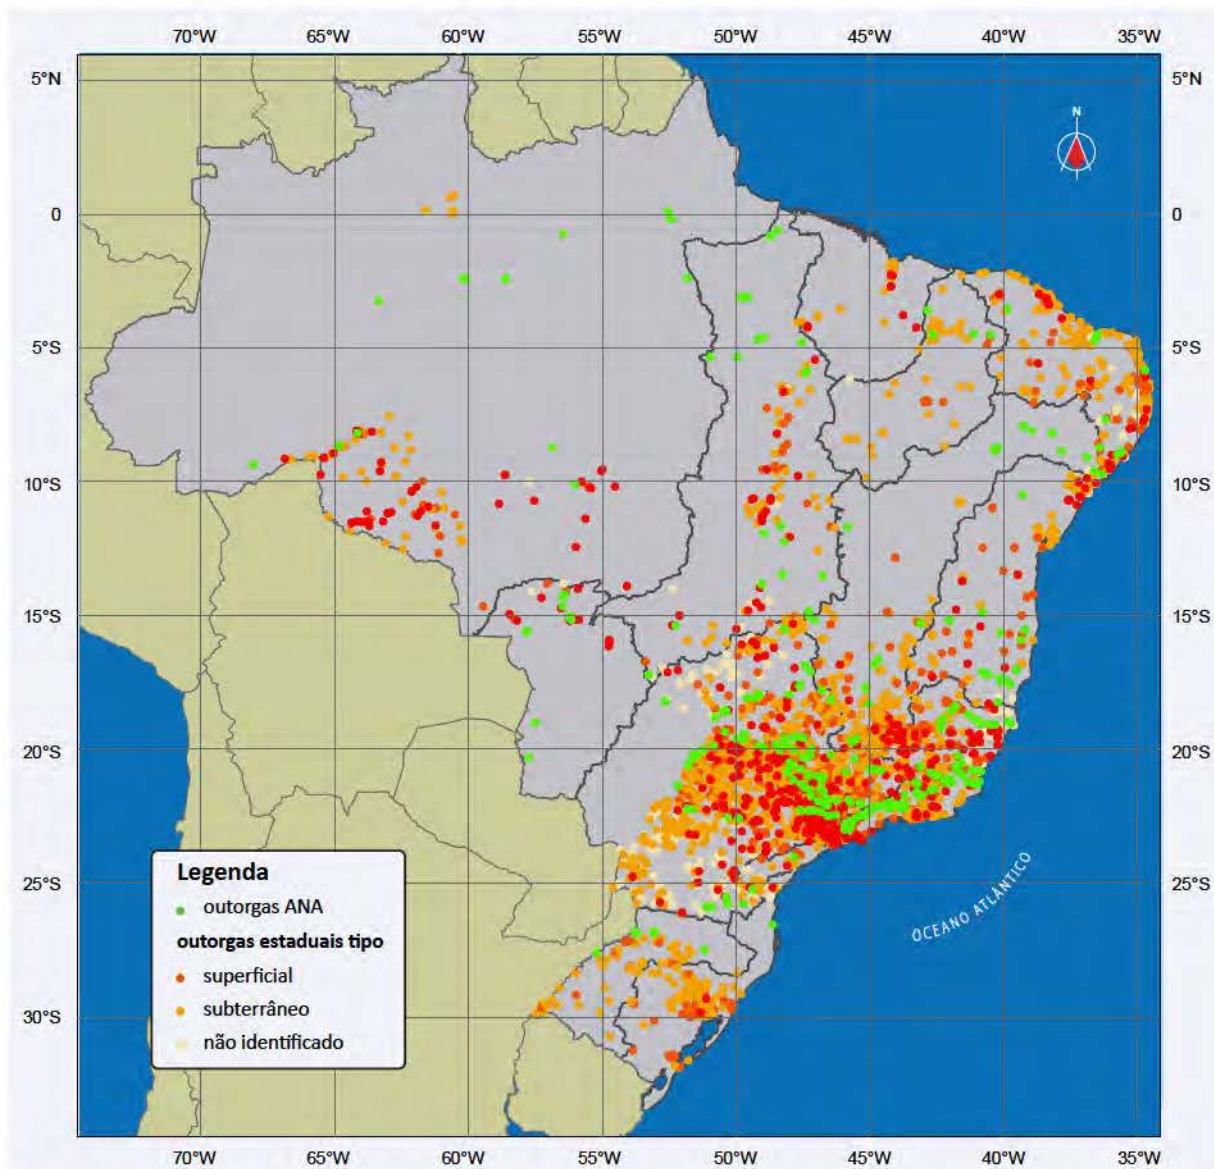 70°W 65°W 60°W 55°W 50°W 45°W 40°W 35°W
5°N 5°N
N
0 0
5°S 5°S
10°S 10°S
15°S 15°S
20°S 20°S
Legenda
outorgas ANA
outorgas estaduais tipo
superficial
subterrâneo
não identificado
25°S 25°S
OCEANO ATLÂNTICO
30°S 30°S
70°W 65°W 60°W 55°W 50°W 45°W 40°W 35°W